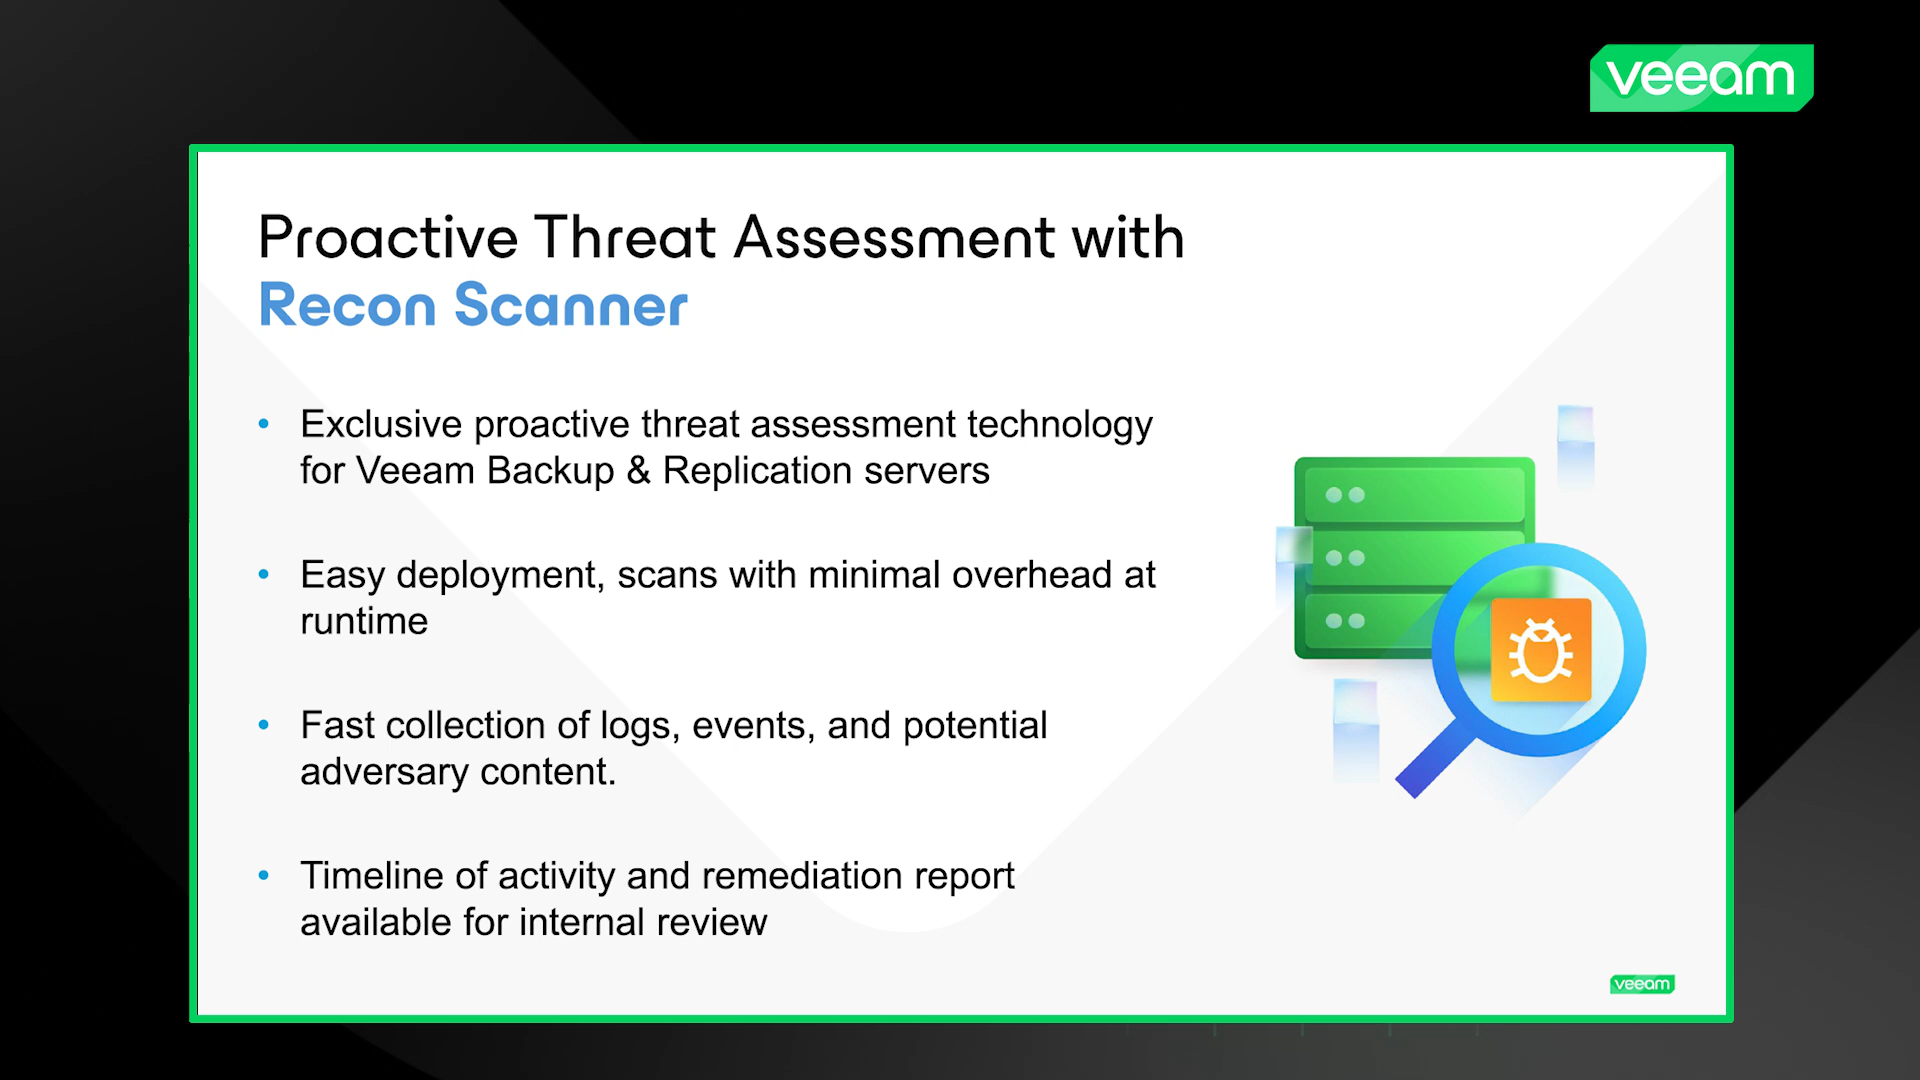 veeam
Proactive Threat Assessment with
Recon Scanner
• Exclusive proactive threat assessment technology
for Veeam Backup & Replication servers
• Easy deployment, scans with minimal overhead at
runtime
• Fast collection of logs, events, and potential
adversary content.
• Timeline of activity and remediation report
available for internal review
veeam